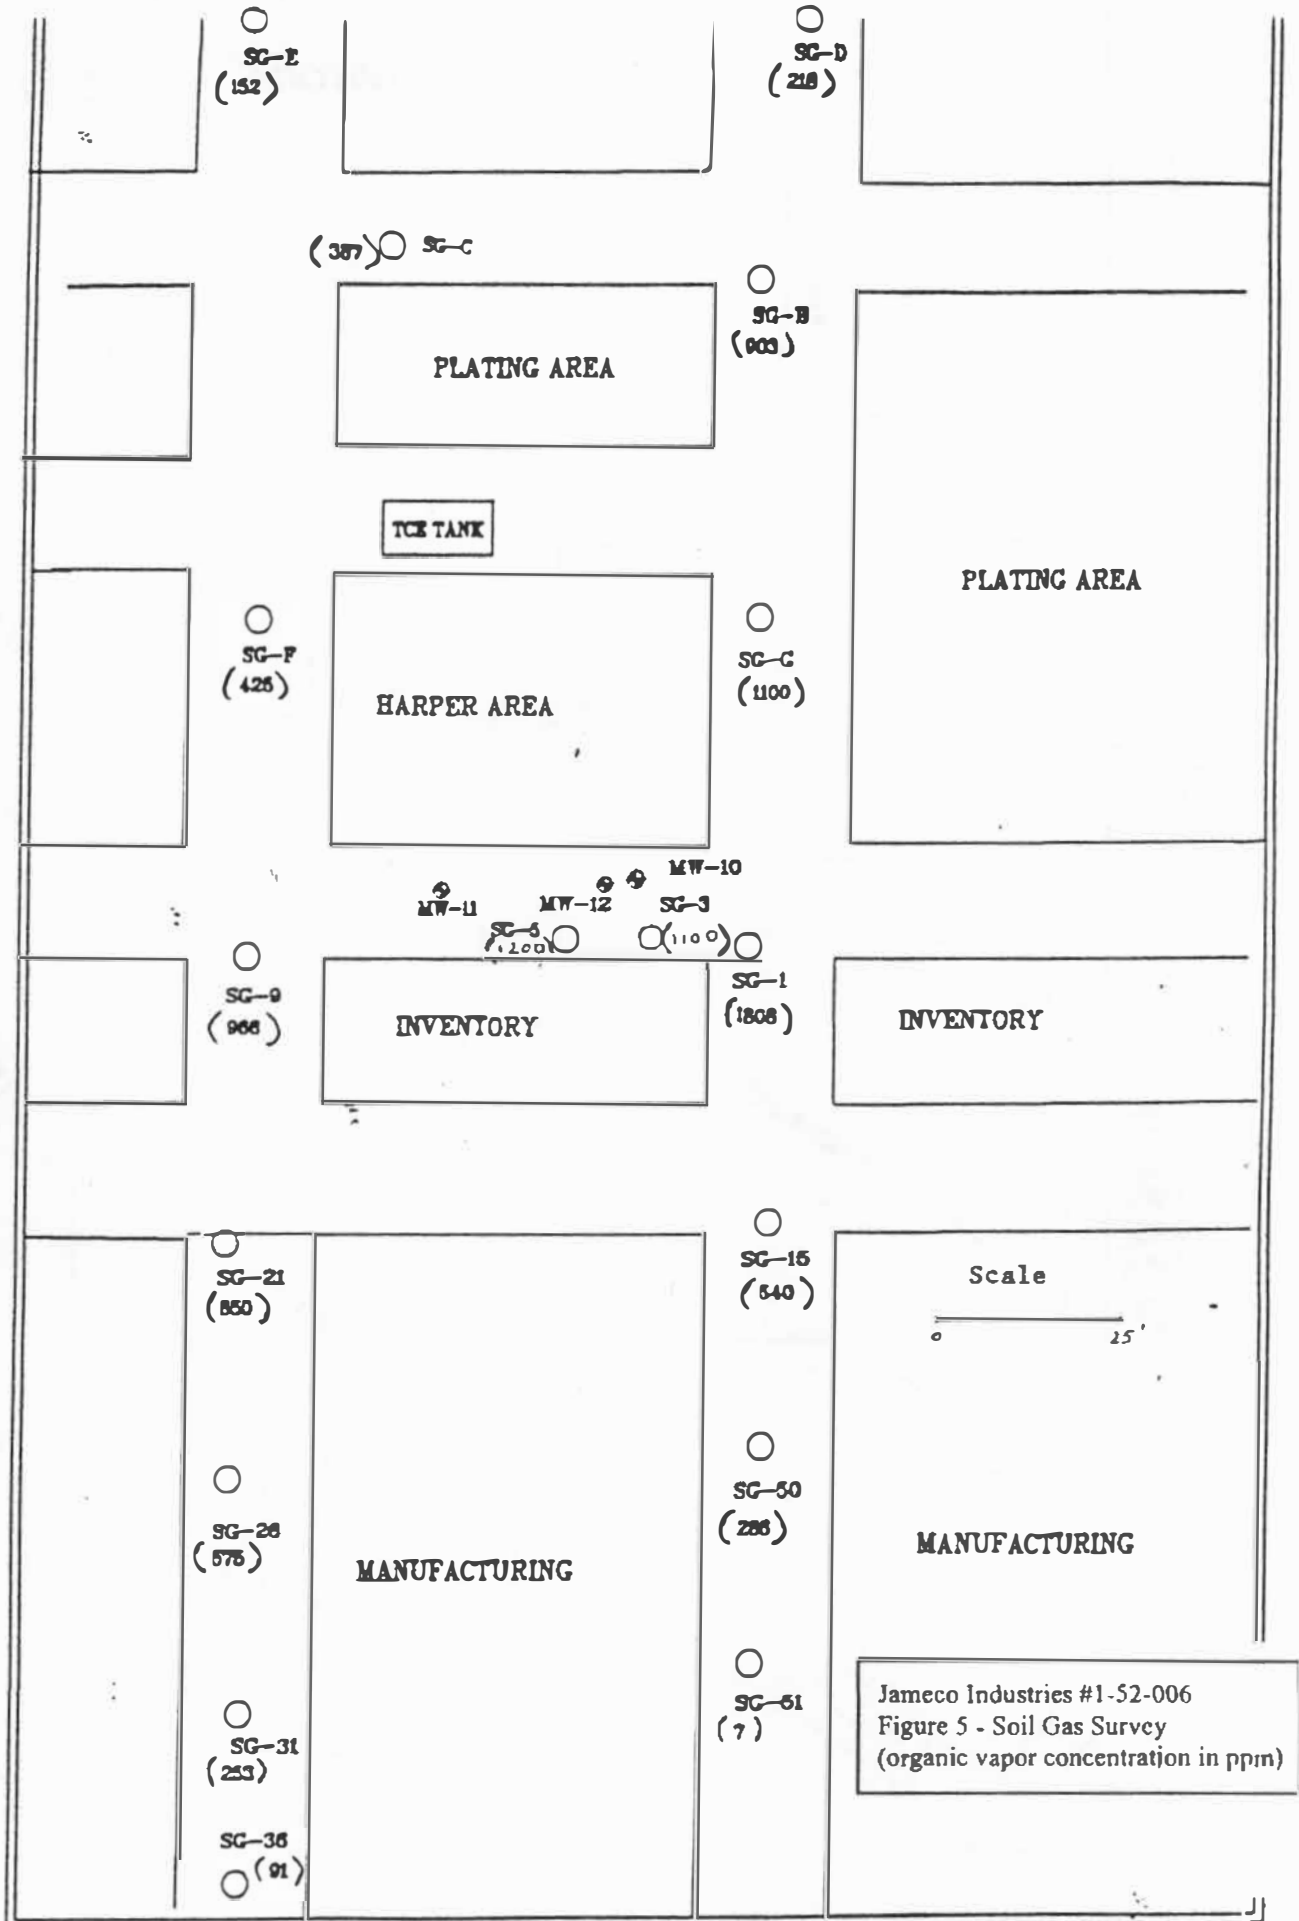 SG-E
(152)
SG-D
(218)
(387) SG-C
SG-B
(903)
PLATING AREA
TCE TANK
PLATING AREA
SG-F
(425)
SG-G
(1100)
HARPER AREA
MW-10
MW-11
MW-12
SG-3
SG-5
(1200)
(1100)
SG-9
(966)
SG-1
(1808)
INVENTORY
INVENTORY
SG-21
(850)
SG-15
(540)
Scale
0
SG-50
(286)
SG-26
(575)
MANUFACTURING
MANUFACTURING
SG-51
(7)
SG-31
(253)
Jameco Industries #1-52-006
Figure 5 - Soil Gas Survey
(organic vapor concentration in ppm)
SG-36
(91)